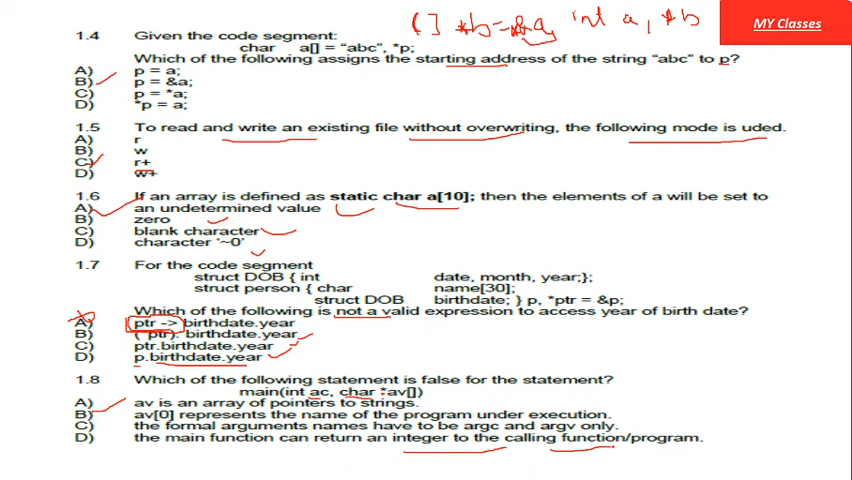 ( ] *b = *a, int a, *b
MY Classes
1.4 Given the code segment:
char a[] = "abc", *p;
Which of the following assigns the starting address of the string "abc" to p?
A) p = a;
B) p = &a;
C) p = *a;
D) *p = a;
1.5 To read and write an existing file without overwriting, the following mode is uded.
A) r
B) w
C) r+
D) w+
1.6 If an array is defined as static char a[10]; then the elements of a will be set to
A) an undetermined value
B) zero
C) blank character
D) character '~0'
1.7 For the code segment
struct DOB { int date, month, year;};
struct person { char name[30];
struct DOB birthdate; } p, *ptr = &p;
Which of the following is not a valid expression to access year of birth date?
A) ptr -> birthdate.year
B) (*ptr). birthdate.year
C) ptr.birthdate.year
D) p.birthdate.year
1.8 Which of the following statement is false for the statement?
main(int ac, char *av[])
A) av is an array of pointers to strings.
B) av[0] represents the name of the program under execution.
C) the formal arguments names have to be argc and argv only.
D) the main function can return an integer to the calling function/program.